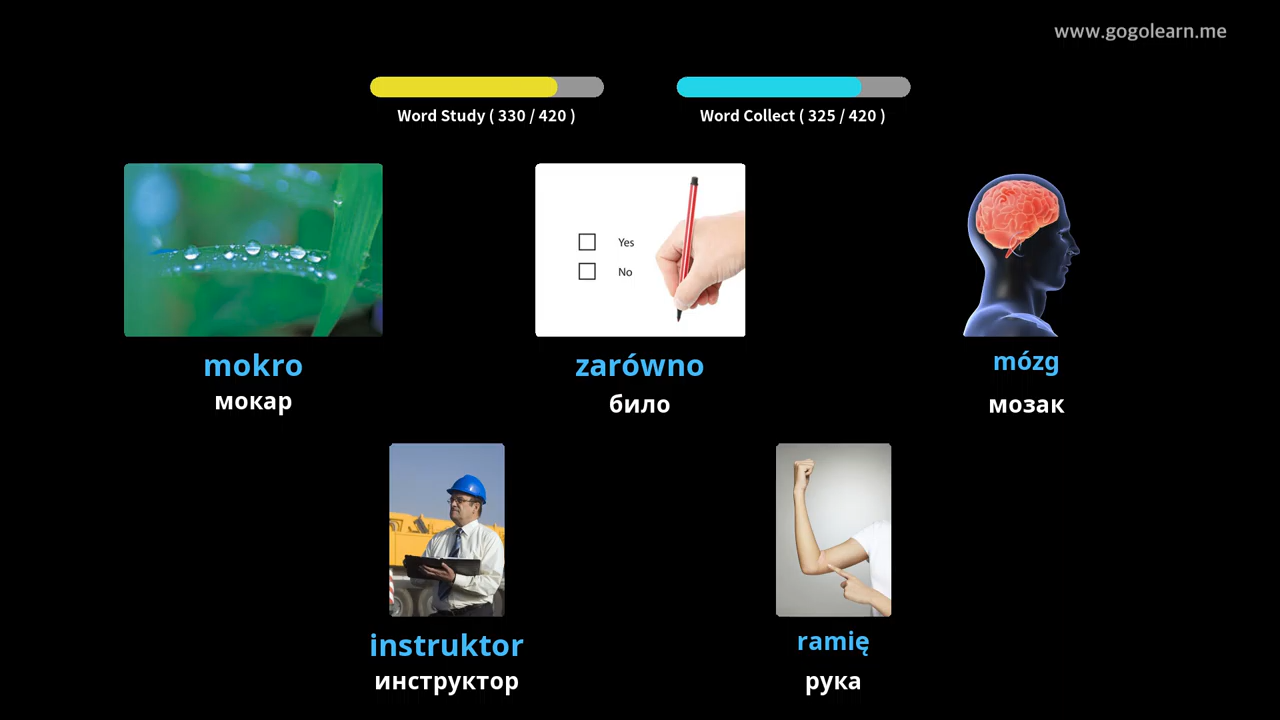 www.gogolearn.me
Word Study ( 330 / 420 )
Word Collect ( 325 / 420 )
Yes
No
mokro
мокар
zarówno
било
mózg
мозак
instruktor
инструктор
ramię
рука